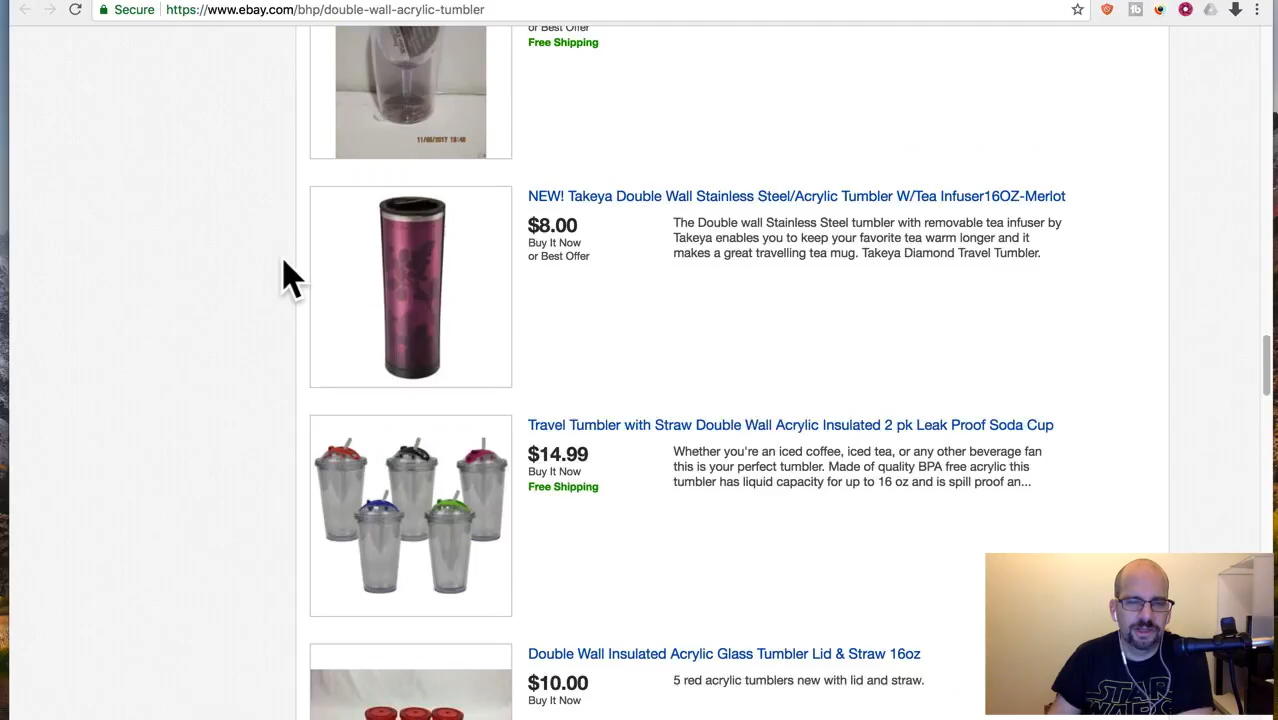 Secure
https://www.ebay.com/bhp/double-wall-acrylic-tumbler
or Best Offer
Free Shipping
11/08/2017
NEW! Takeya Double Wall Stainless Steel/Acrylic Tumbler W/Tea Infuser16OZ-Merlot
$8.00
Buy It Now
or Best Offer
The Double wall Stainless Steel tumbler with removable tea infuser by
Takeya enables you to keep your favorite tea warm longer and it
makes a great travelling tea mug. Takeya Diamond Travel Tumbler.
Travel Tumbler with Straw Double Wall Acrylic Insulated 2 pk Leak Proof Soda Cup
$14.99
Buy It Now
Free Shipping
Whether you're an iced coffee, iced tea, or any other beverage fan
this is your perfect tumbler. Made of quality BPA free acrylic this
tumbler has liquid capacity for up to 16 oz and is spill proof an...
Double Wall Insulated Acrylic Glass Tumbler Lid & Straw 16oz
$10.00
Buy It Now
5 red acrylic tumblers new with lid and straw.
STAR
WARS